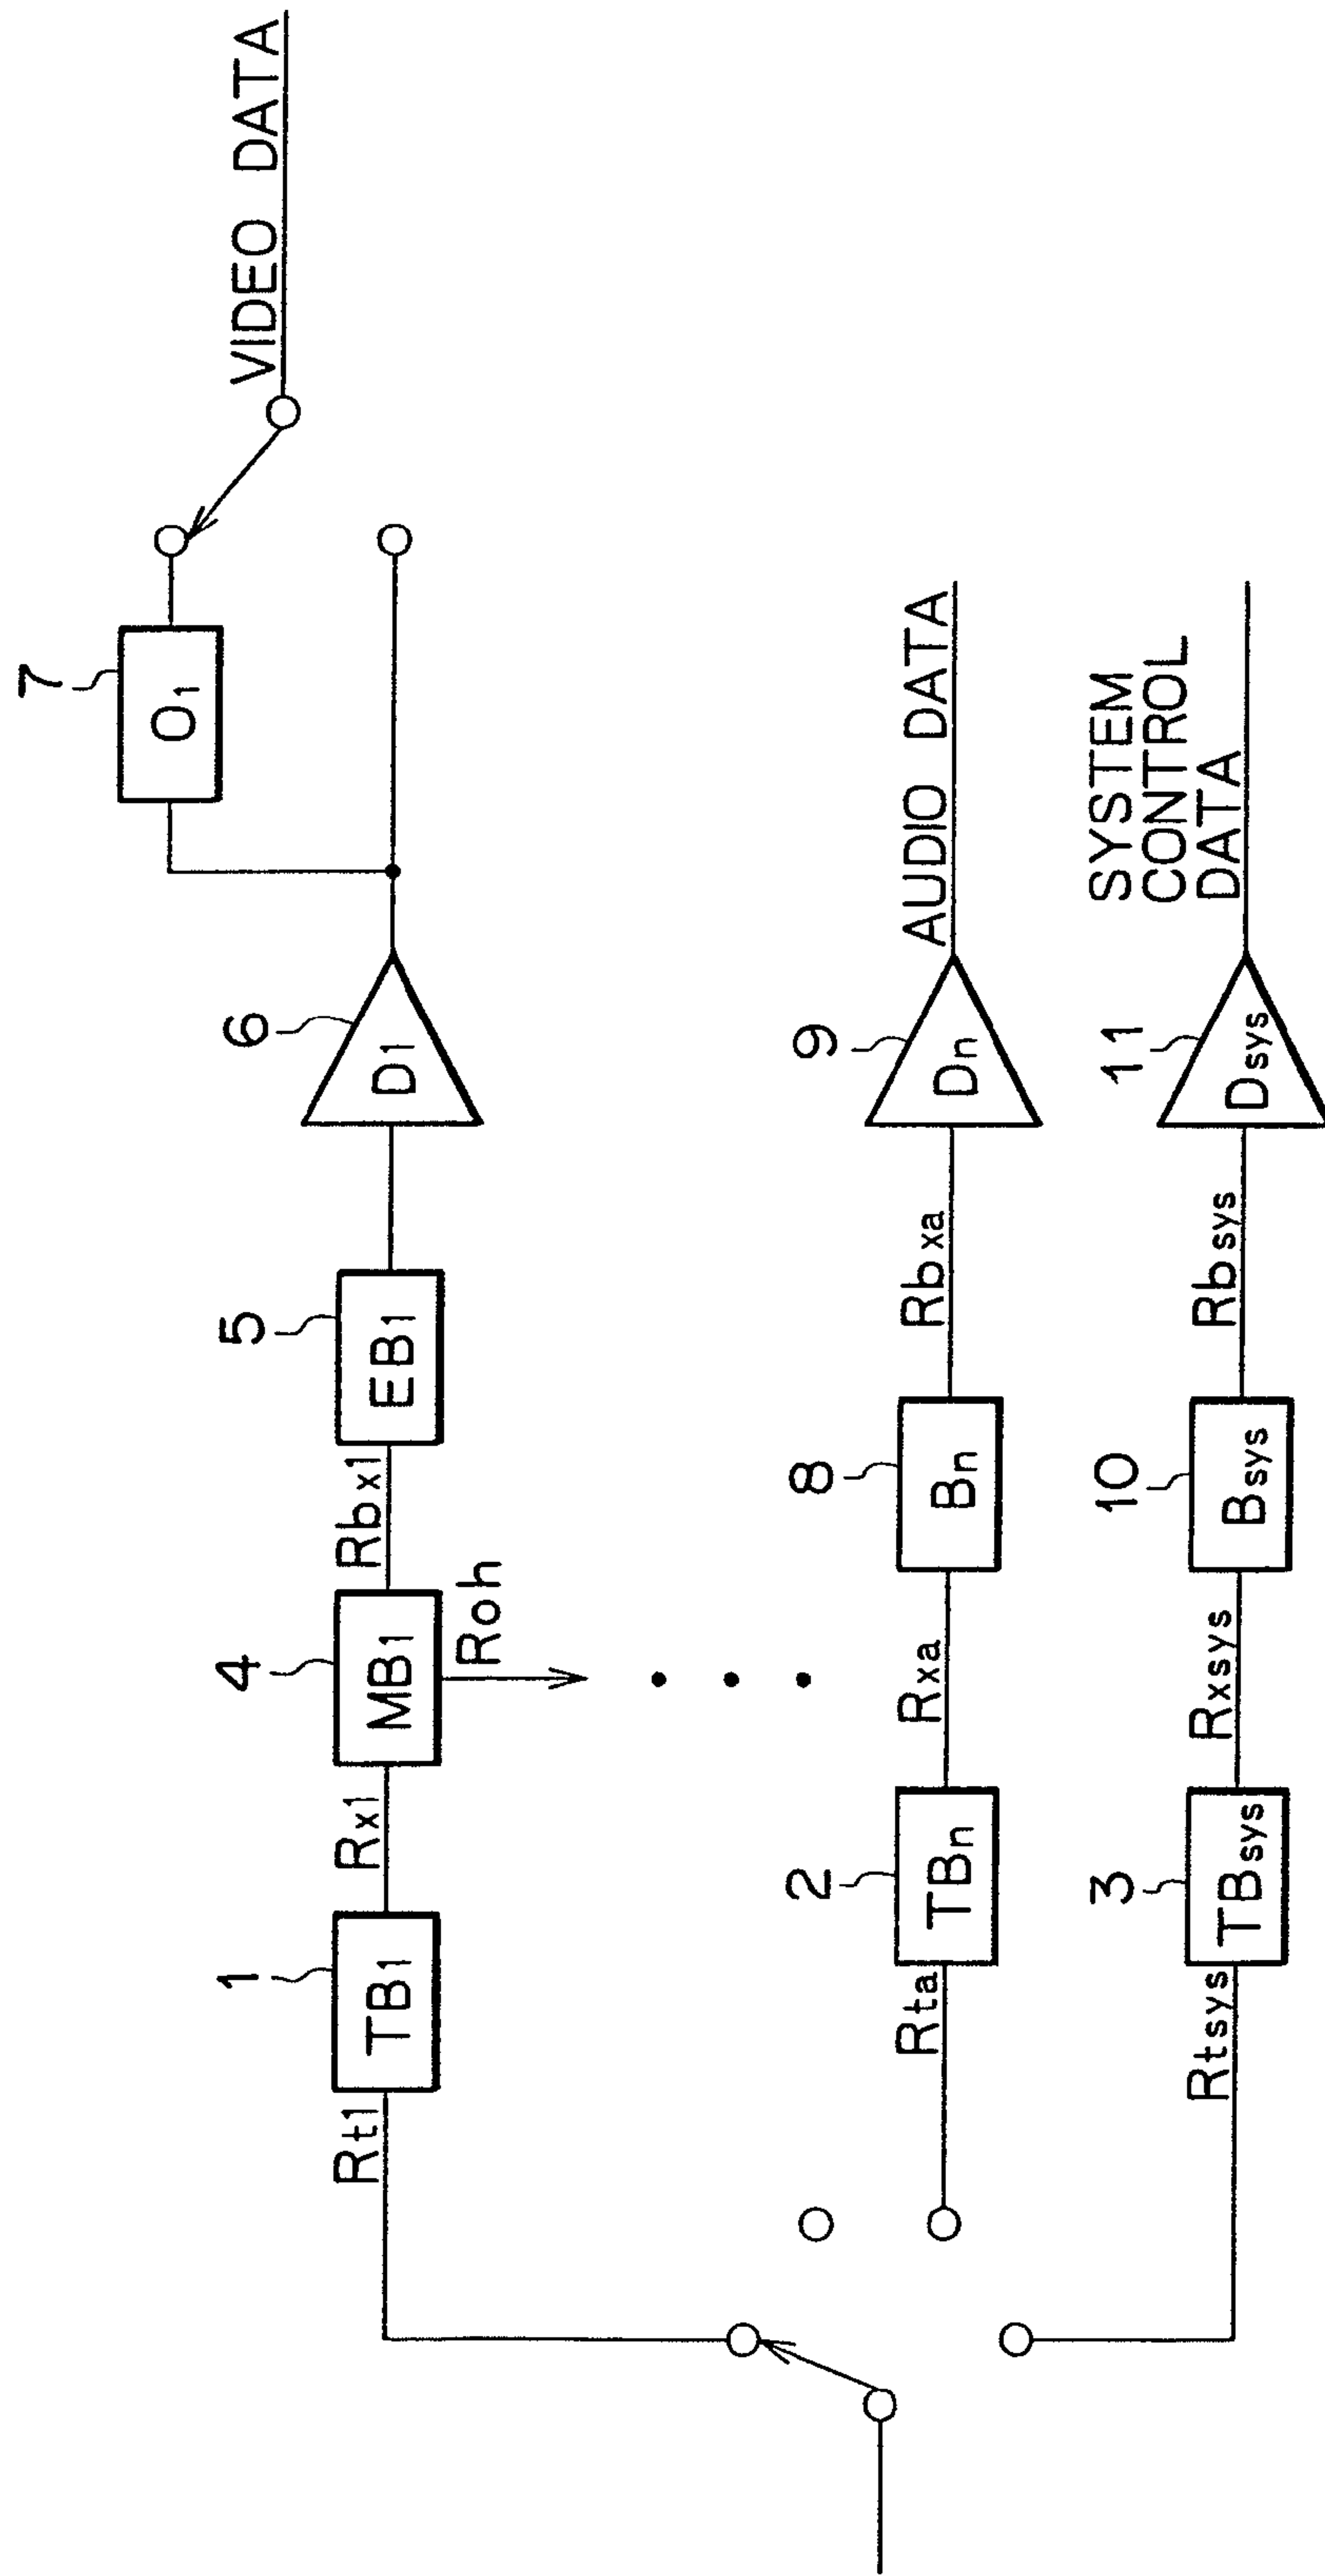 7
O1
VIDEO DATA
1
4
5
6
Rt1
TB1
Rx1
MB1
Rbx1
EB1
D1
Roh
2
8
9
Rta
TBn
Rxa
Bn
Rbxa
Dn
AUDIO DATA
3
10
11
Rtsys
TBsys
Rxsys
Bsys
Rbsys
Dsys
SYSTEM
CONTROL
DATA